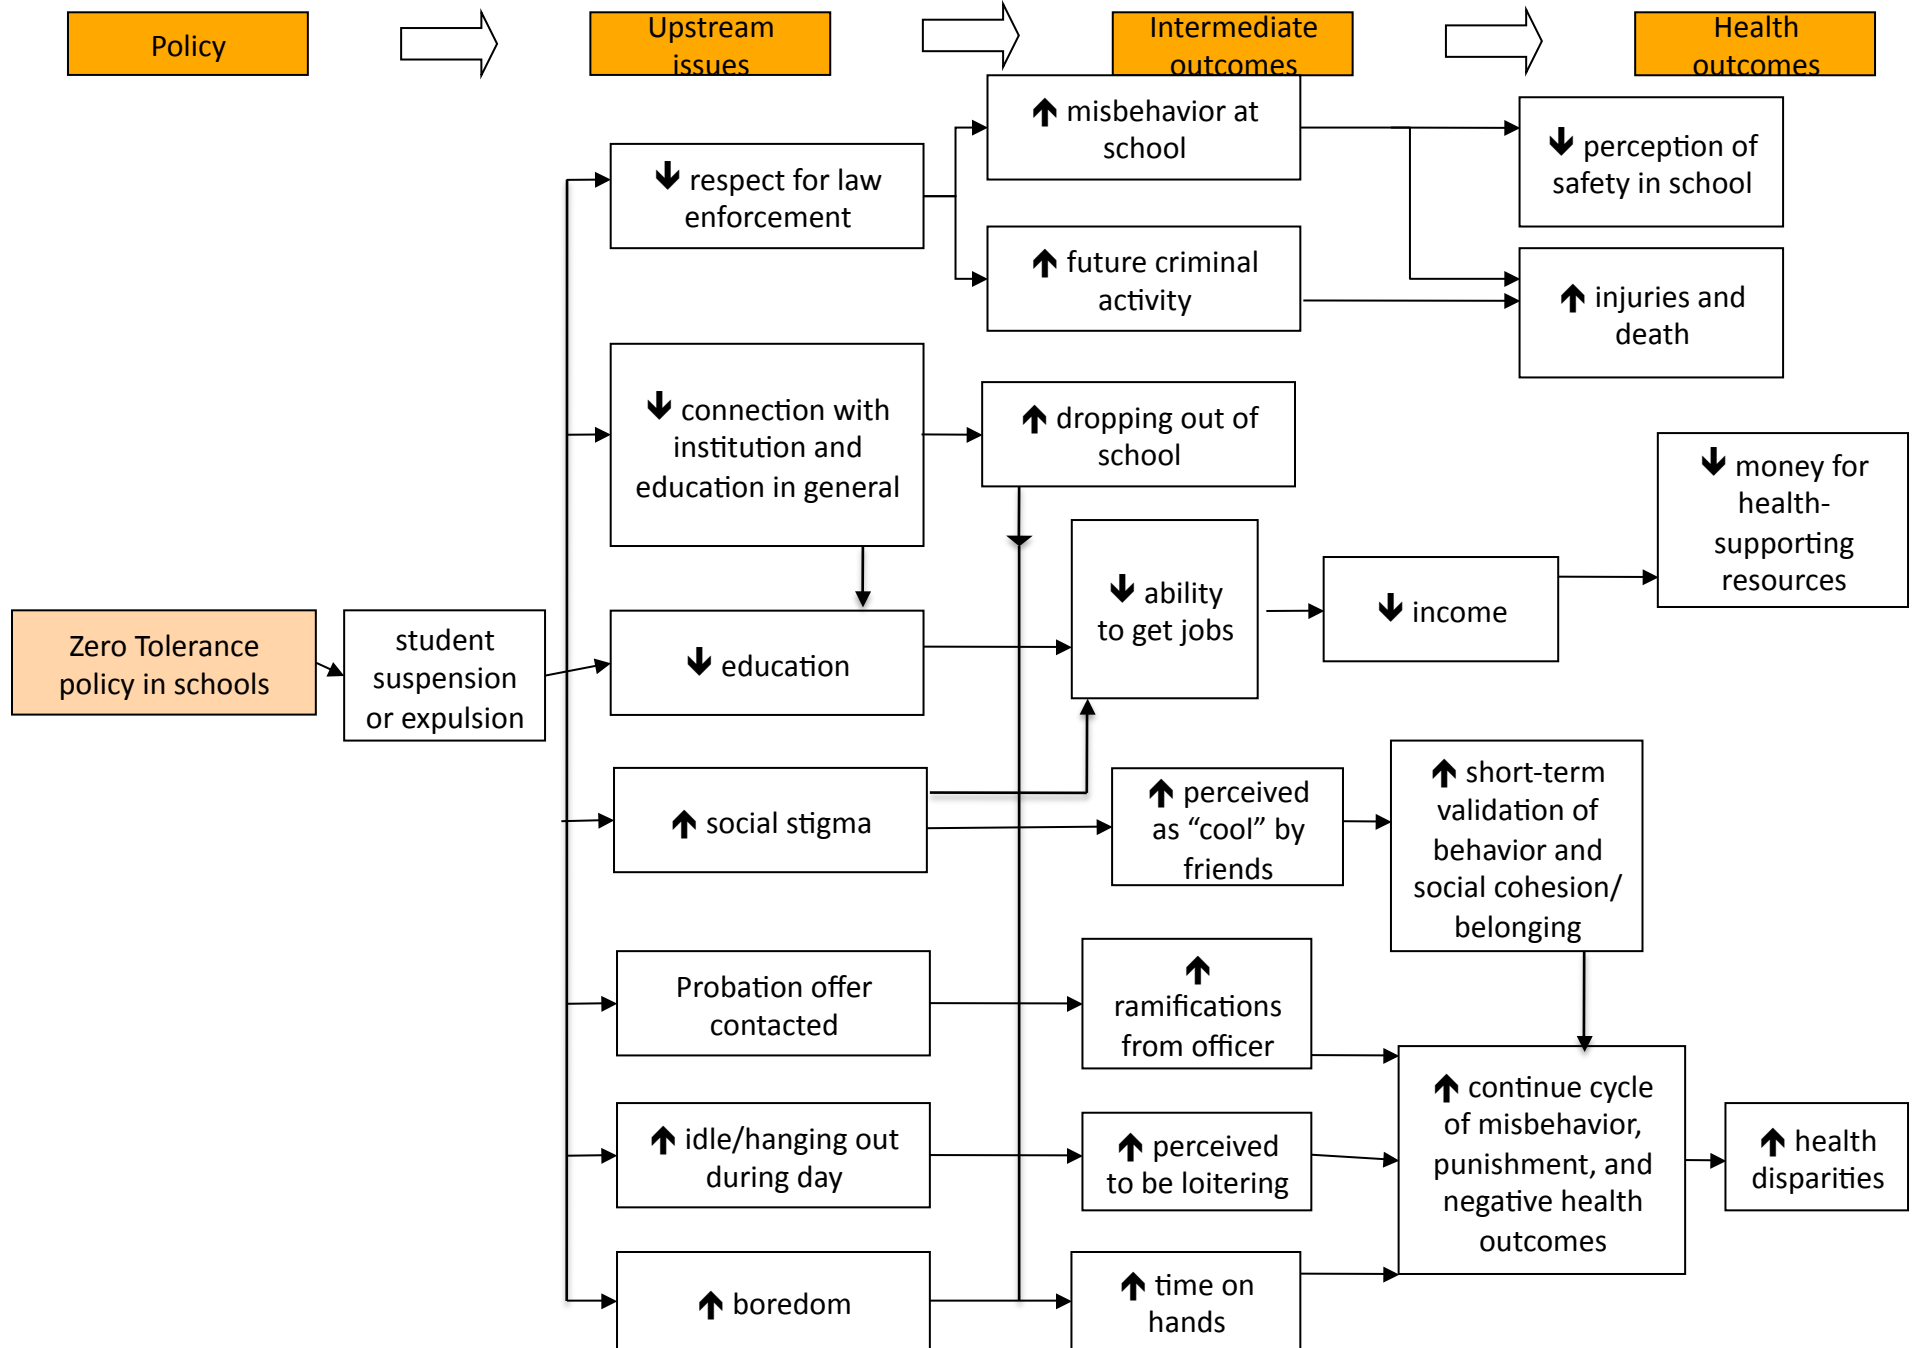 Policy
Upstream
issues
Intermediate
outcomes
Health
outcomes
Zero Tolerance
policy in schools
student
suspension
or expulsion
🡻 respect for law
enforcement
🡻 connection with
institution and
education in general
🡻 education
🡹 social stigma
Probation offer
contacted
🡹 idle/hanging out
during day
🡹 boredom
🡹 misbehavior at
school
🡹 future criminal
activity
🡹 dropping out of
school
🡻 ability
to get jobs
🡻 income
🡹 perceived
as “cool” by
friends
🡹
ramifications
from officer
🡹 perceived
to be loitering
🡹 time on
hands
🡻 perception of
safety in school
🡹 injuries and
death
🡻 money for
health-
supporting
resources
🡹 short-term
validation of
behavior and
social cohesion/
belonging
🡹 continue cycle
of misbehavior,
punishment, and
negative health
outcomes
🡹 health
disparities